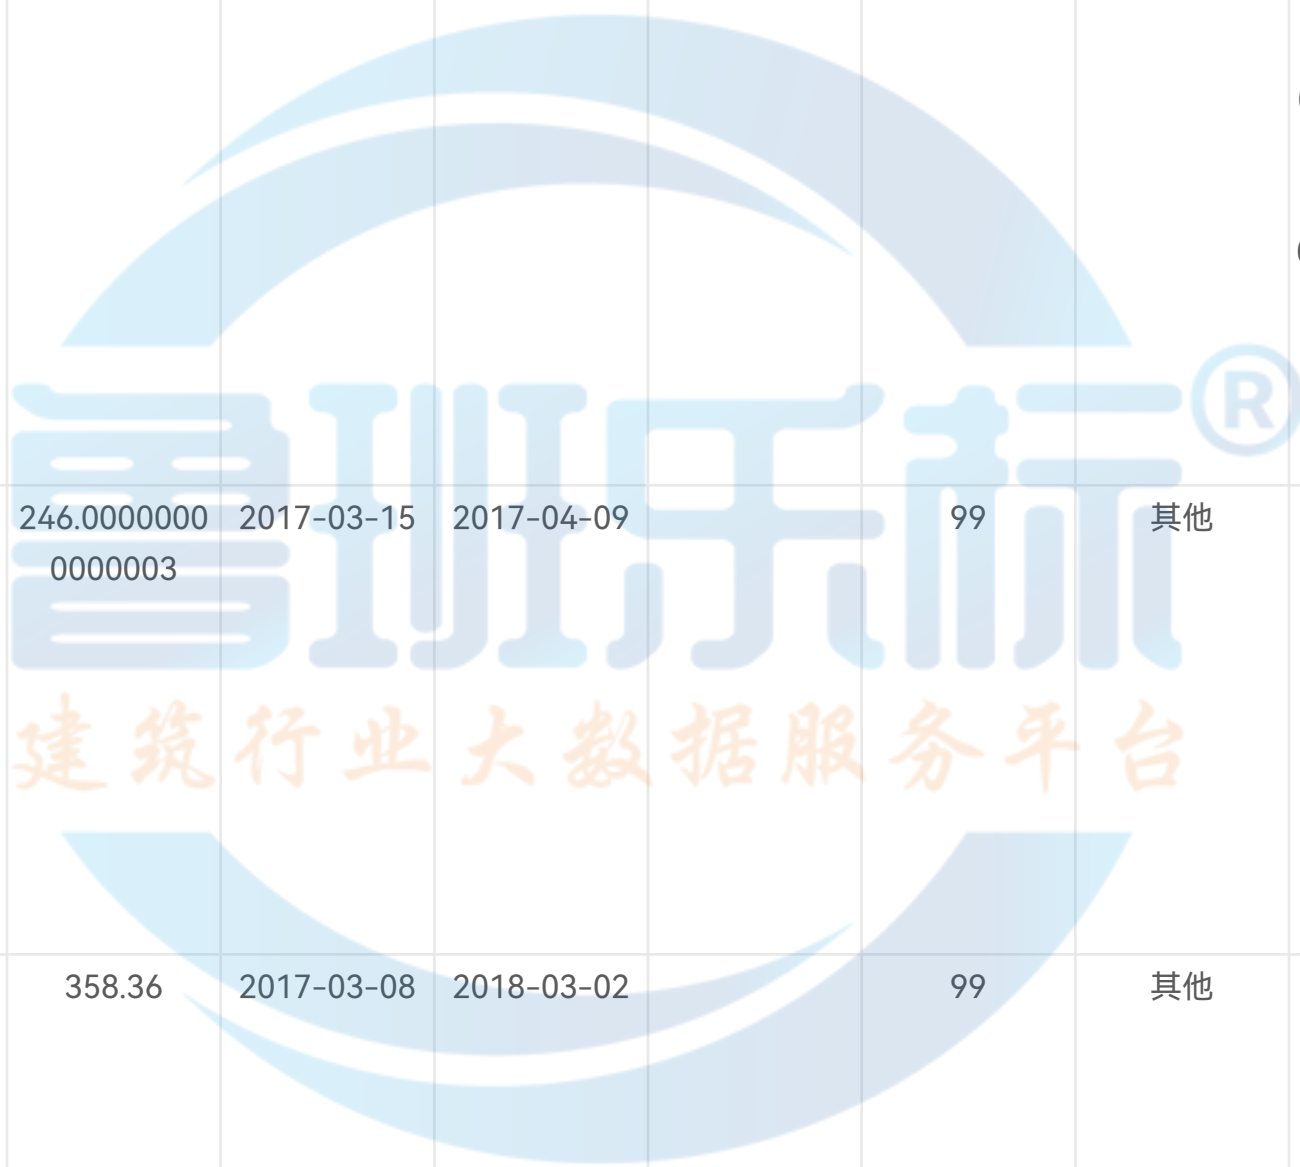 鲁班乐标®
246.0000000 2017-03-15 2017-04-09 99 其他
0000003
建筑行业大数据服务平台
358.36 2017-03-08 2018-03-02 99 其他